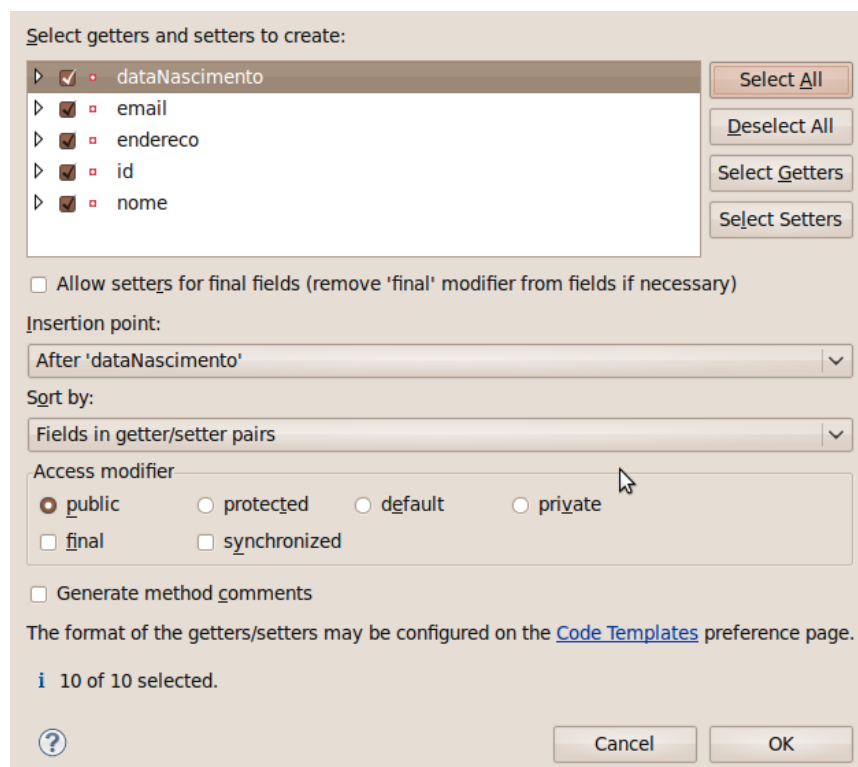 Select getters and setters to create:
dataNascimento
email
endereco
id
nome
Select All
Deselect All
Select Getters
Select Setters
Allow setters for final fields (remove 'final' modifier from fields if necessary)
Insertion point:
After 'dataNascimento'
Sort by:
Fields in getter/setter pairs
Access modifier
public protected default private
final synchronized
Generate method comments
The format of the getters/setters may be configured on the Code Templates preference page.
i 10 of 10 selected.
? Cancel OK